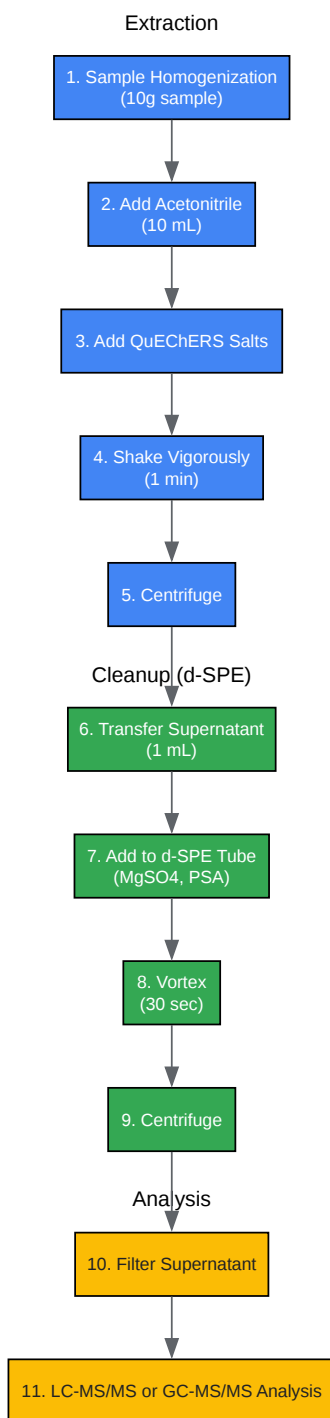 Extraction
1. Sample Homogenization
(10g sample)
2. Add Acetonitrile
(10 mL)
3. Add QuEChERS Salts
4. Shake Vigorously
(1 min)
5. Centrifuge
Cleanup (d-SPE)
6. Transfer Supernatant
(1 mL)
7. Add to d-SPE Tube
(MgSO4, PSA)
8. Vortex
(30 sec)
9. Centrifuge
Analysis
10. Filter Supernatant
11. LC-MS/MS or GC-MS/MS Analysis